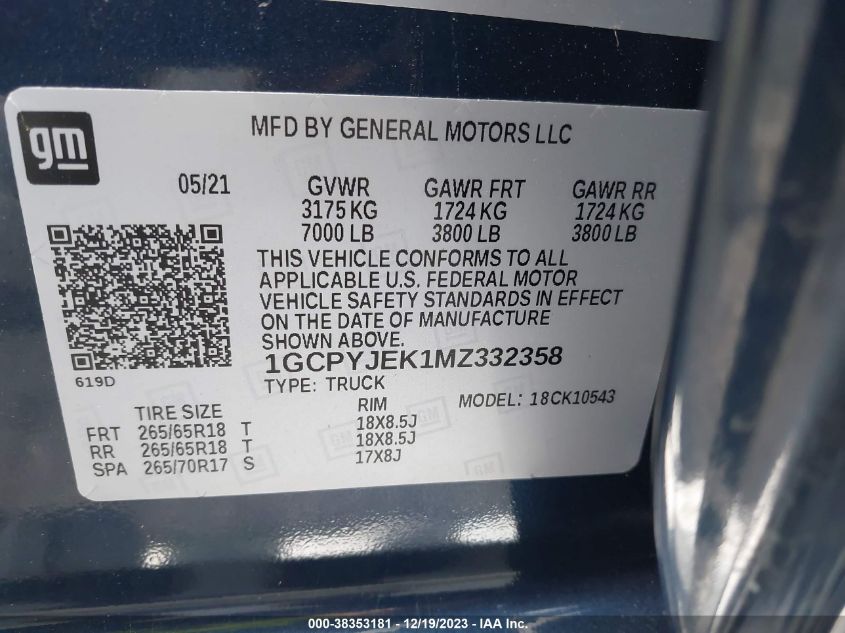 gm
MFD BY GENERAL MOTORS LLC
05/21 GVWR GAWR FRT GAWR RR
3175 KG 1724 KG 1724 KG
7000 LB 3800 LB 3800 LB
THIS VEHICLE CONFORMS TO ALL
APPLICABLE U.S. FEDERAL MOTOR
VEHICLE SAFETY STANDARDS IN EFFECT
ON THE DATE OF MANUFACTURE
SHOWN ABOVE.
619D
1GCPYJEK1MZ332358
TYPE: TRUCK MODEL: 18CK10543
TIRE SIZE RIM
FRT 265/65R18 T 18X8.5J
RR 265/65R18 T 18X8.5J
SPA 265/70R17 S 17X8J
000-38353181 - 12/19/2023 - IAA Inc.